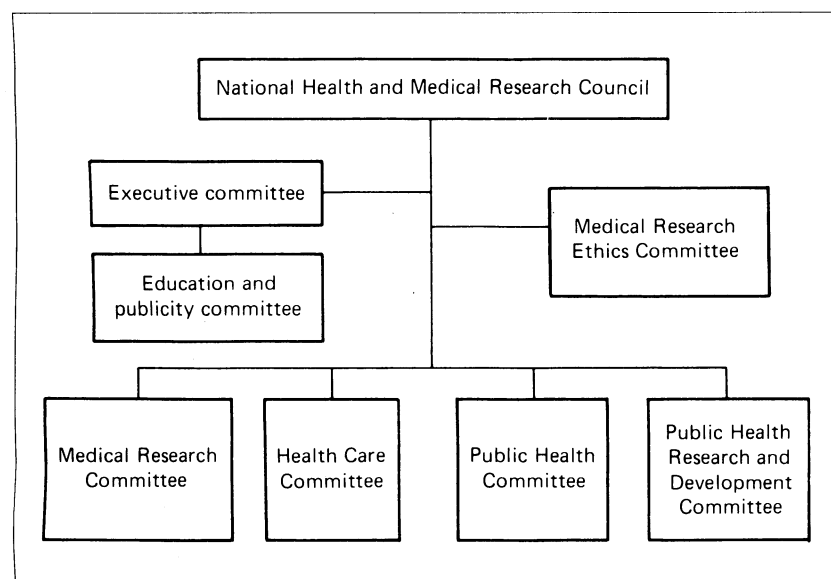 National Health and Medical Research Council
Executive committee
Medical Research
Ethics Committee
Education and
publicity committee
Medical Research
Committee
Health Care
Committee
Public Health
Committee
Public Health
Research and
Development
Committee